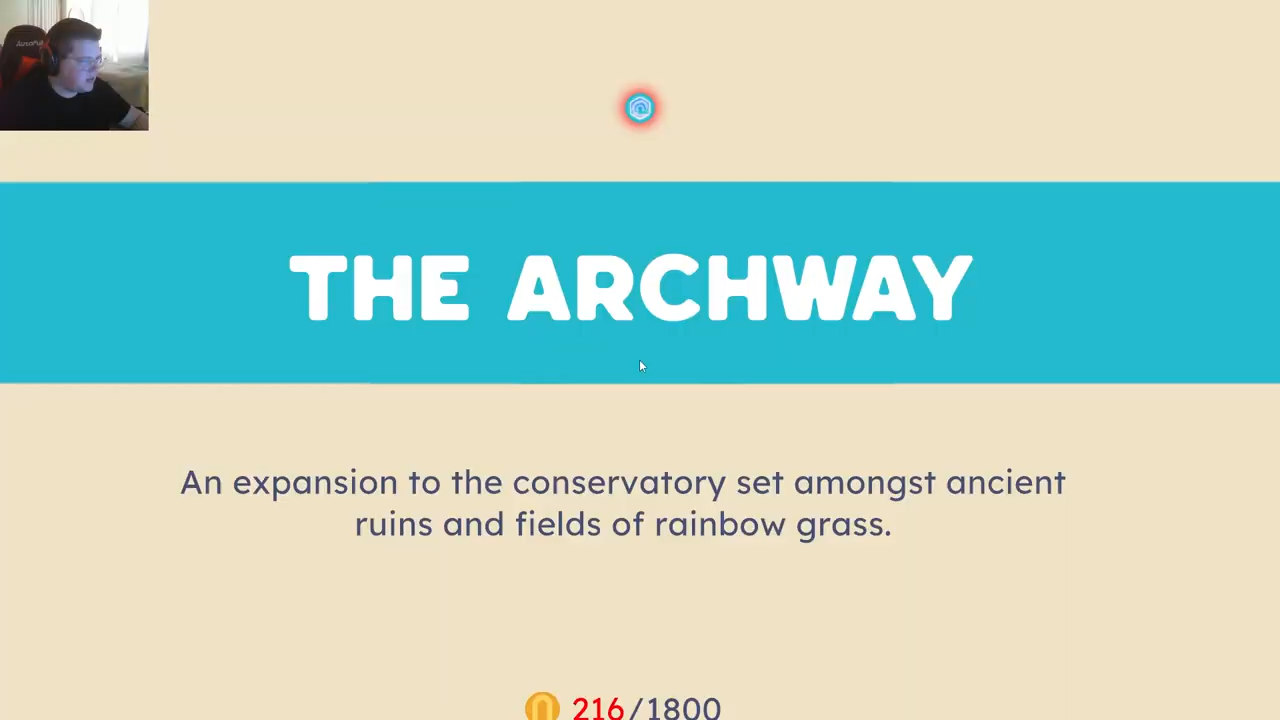 THE ARCHWAY
An expansion to the conservatory set amongst ancient
ruins and fields of rainbow grass.
216/1800